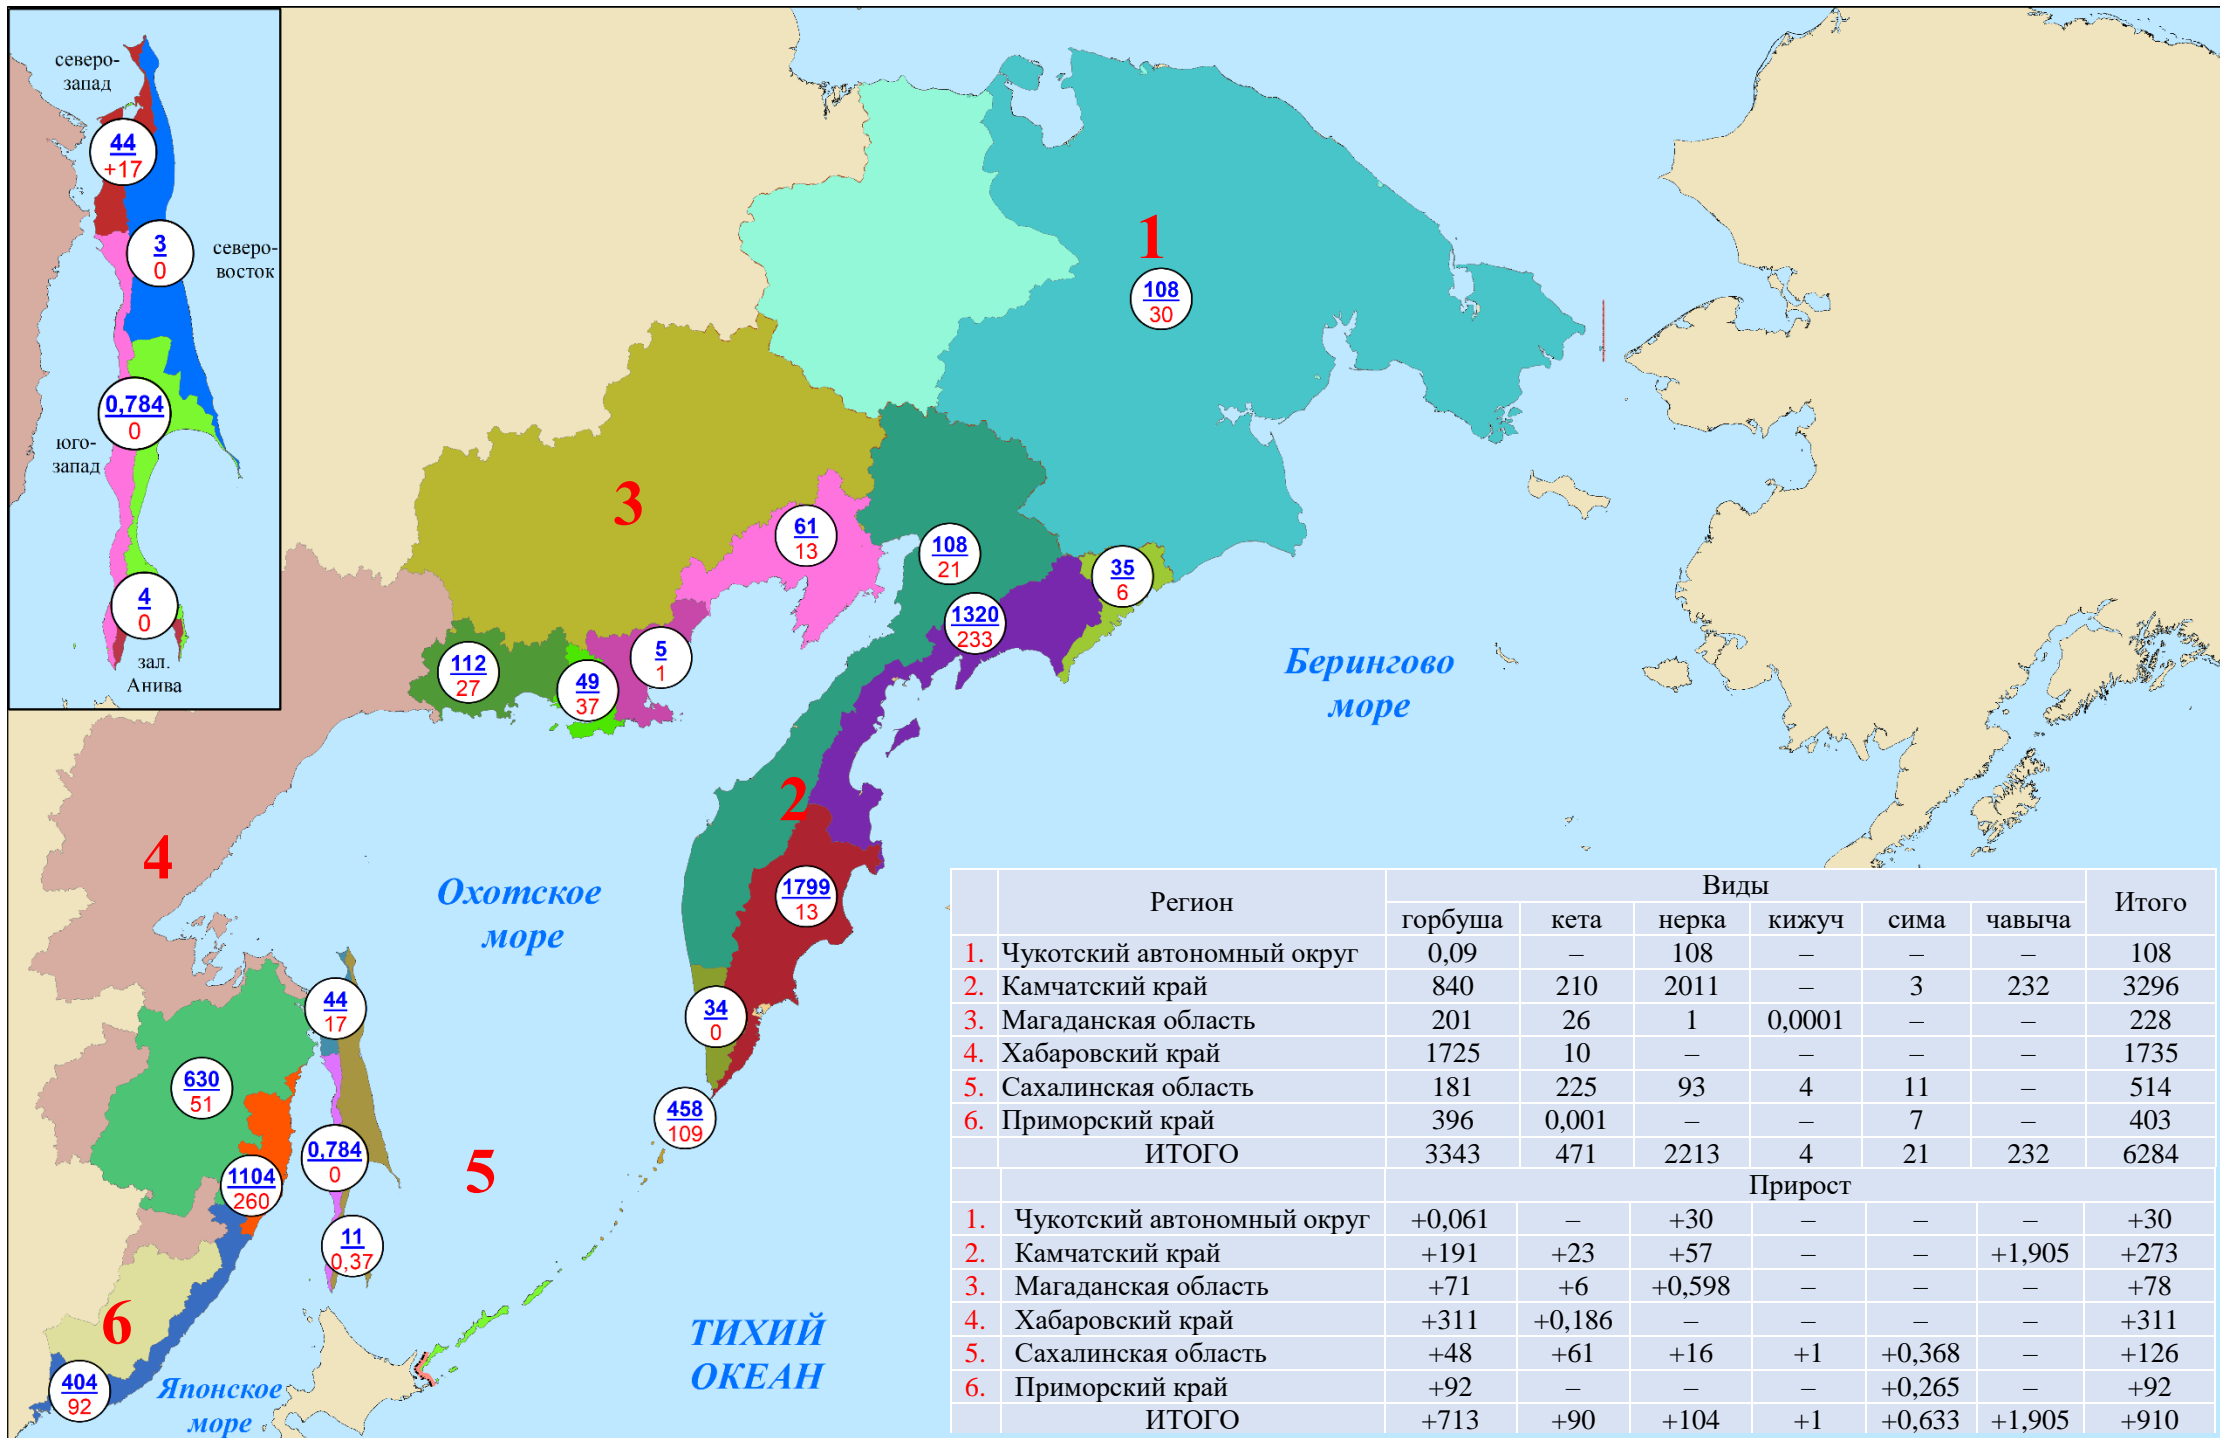 северо-
запад
44
+17
3
0
северо-
восток
0,784
0
юго-
запад
4
0
зал.
Анива
1
108
30
3
61
13
108
21
35
6
1320
233
112
27
49
37
5
1
Берингово
море
2
4
1799
13
Охотское
море
34
0
44
17
630
51
458
109
0,784
0
5
1104
260
11
0,37
6
ТИХИЙ
ОКЕАН
404
92
Японское
море
Регион Виды Итого
горбуша кета нерка кижуч сима чавыча
1. Чукотский автономный округ 0,09 – 108 – – – 108
2. Камчатский край 840 210 2011 – 3 232 3296
3. Магаданская область 201 26 1 0,0001 – – 228
4. Хабаровский край 1725 10 – – – – 1735
5. Сахалинская область 181 225 93 4 11 – 514
6. Приморский край 396 0,001 – – 7 – 403
ИТОГО 3343 471 2213 4 21 232 6284
Прирост
1. Чукотский автономный округ +0,061 – +30 – – – +30
2. Камчатский край +191 +23 +57 – – +1,905 +273
3. Магаданская область +71 +6 +0,598 – – – +78
4. Хабаровский край +311 +0,186 – – – – +311
5. Сахалинская область +48 +61 +16 +1 +0,368 – +126
6. Приморский край +92 – – – +0,265 – +92
ИТОГО +713 +90 +104 +1 +0,633 +1,905 +910